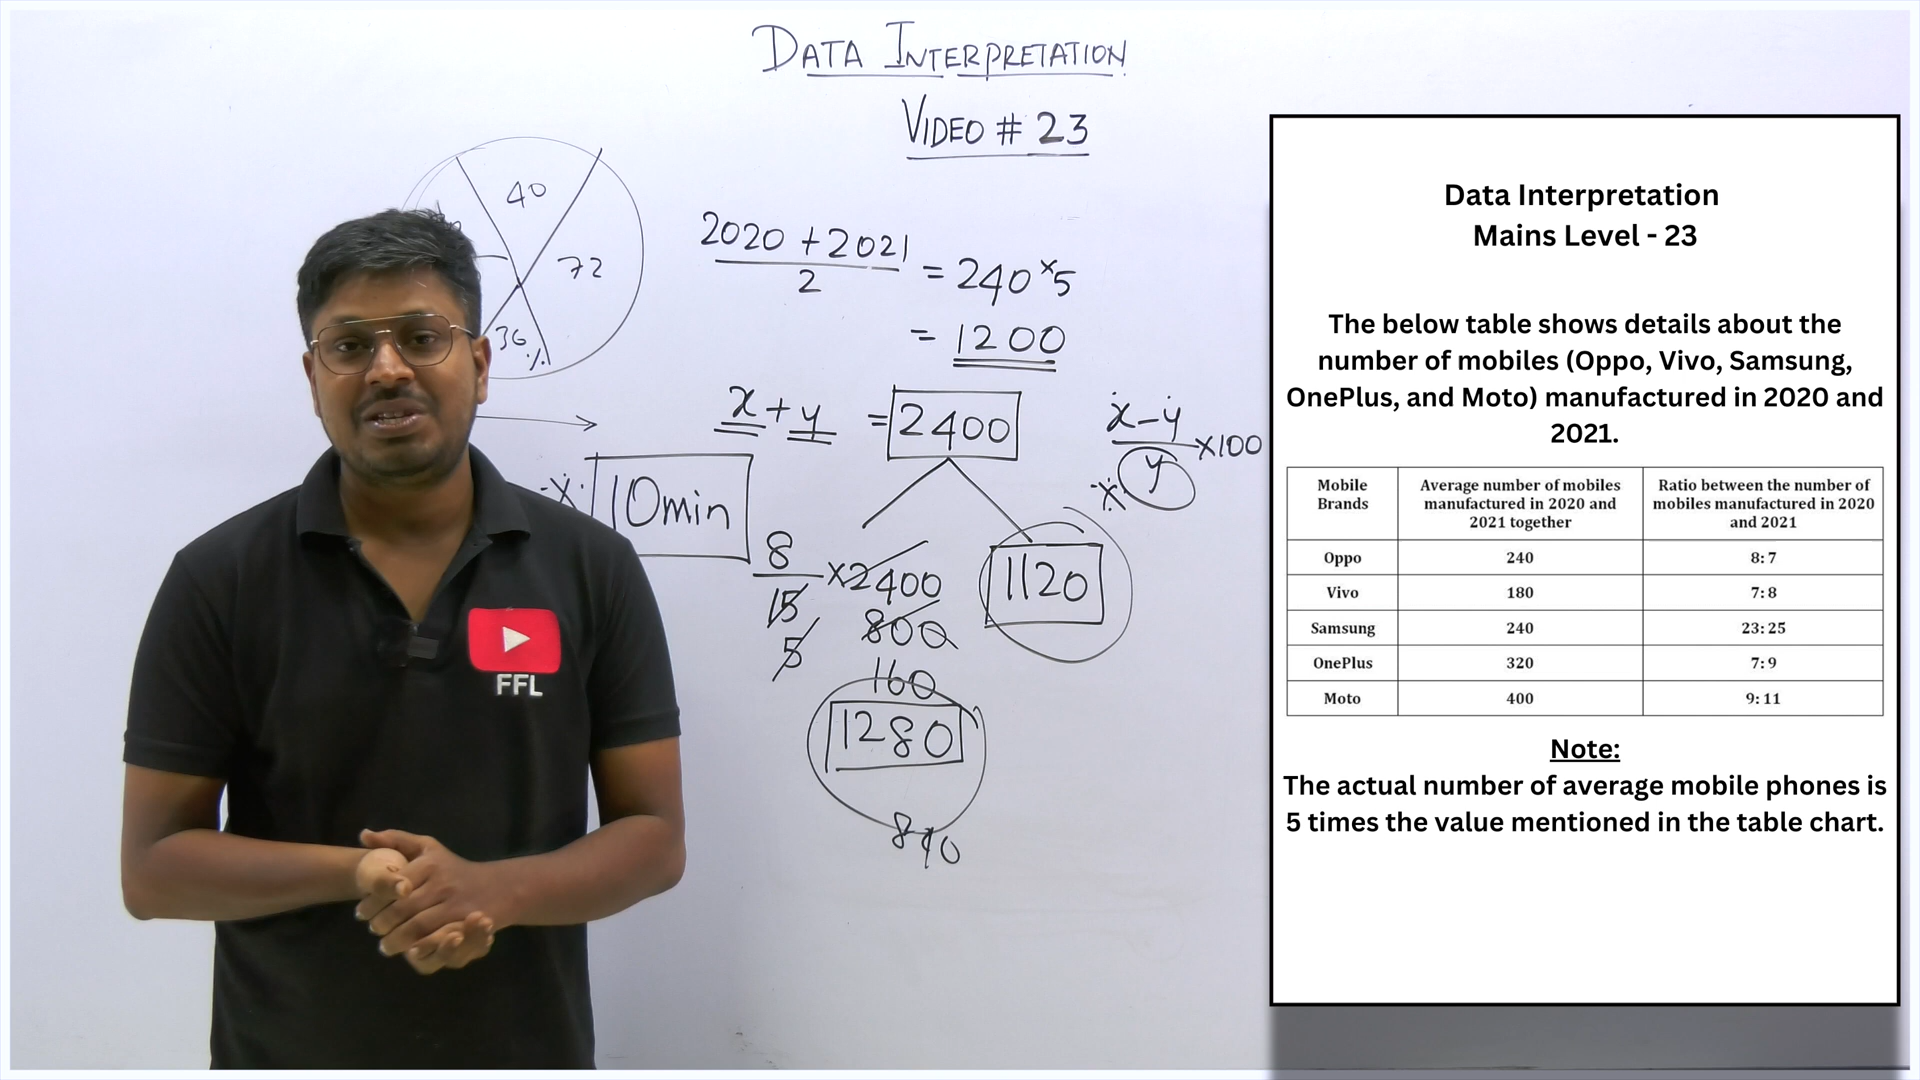 DATA INTERPRETATION
VIDEO # 23
40
72
36
%
2020 + 2021
2
= 240 × 5
= 1200
x + y = 2400
x - y
y
× 100
10min
8
15
5
× 2400
800
160
1280
1120
FFL
Data Interpretation
Mains Level - 23
The below table shows details about the
number of mobiles (Oppo, Vivo, Samsung,
OnePlus, and Moto) manufactured in 2020 and
2021.
Mobile Brands
Average number of mobiles manufactured in 2020 and 2021 together
Ratio between the number of mobiles manufactured in 2020 and 2021
Oppo 240 8:7
Vivo 180 7:8
Samsung 240 23:25
OnePlus 320 7:9
Moto 400 9:11
Note:
The actual number of average mobile phones is
5 times the value mentioned in the table chart.